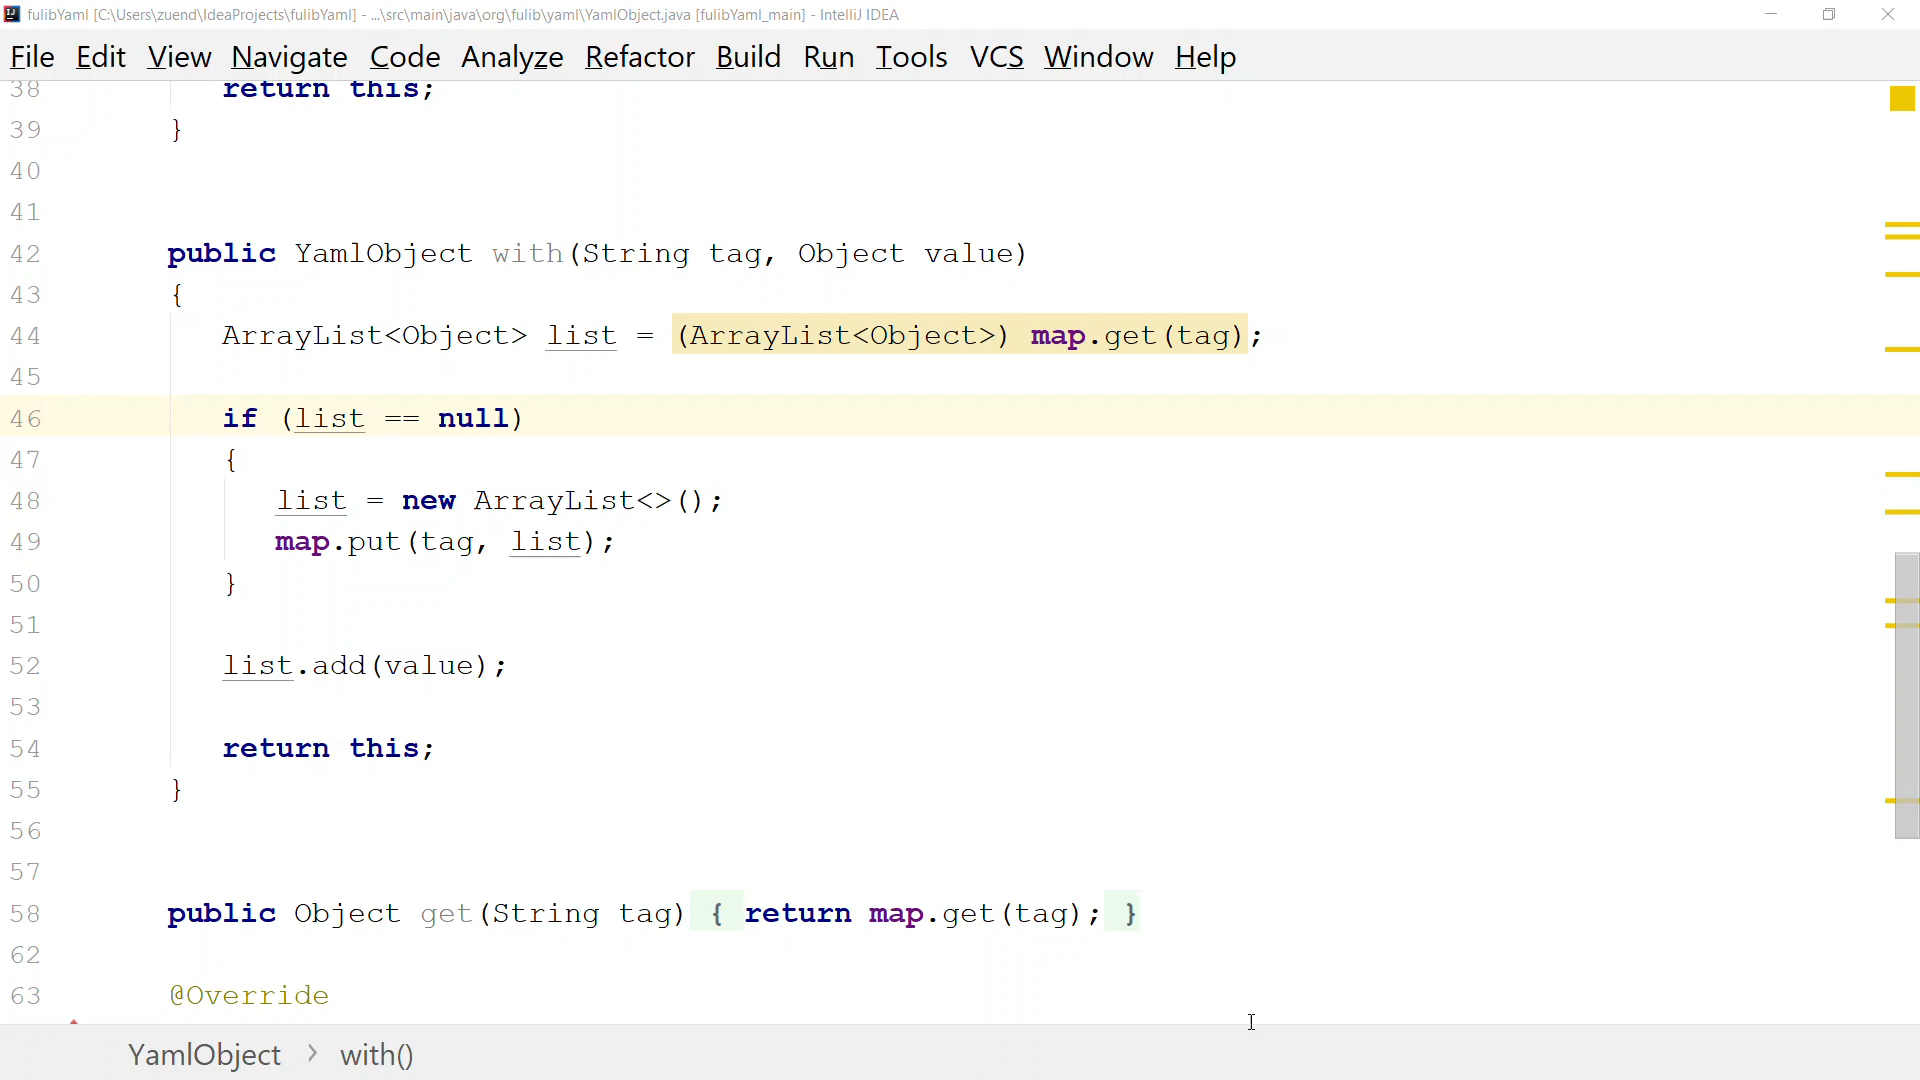 fulibYaml [C:\Users\zuend\IdeaProjects\fulibYaml] - ...\src\main\java\org\fulib\yaml\YamlObject.java [fulibYaml_main] - IntelliJ IDEA
File Edit View Navigate Code Analyze Refactor Build Run Tools VCS Window Help
38 return this;
39 }
40
41
42 public YamlObject with(String tag, Object value)
43 {
44 ArrayList<Object> list = (ArrayList<Object>) map.get(tag);
45
46 if (list == null)
47 {
48 list = new ArrayList<>();
49 map.put(tag, list);
50 }
51
52 list.add(value);
53
54 return this;
55 }
56
57
58 public Object get(String tag) { return map.get(tag); }
62
63 @Override
YamlObject > with()